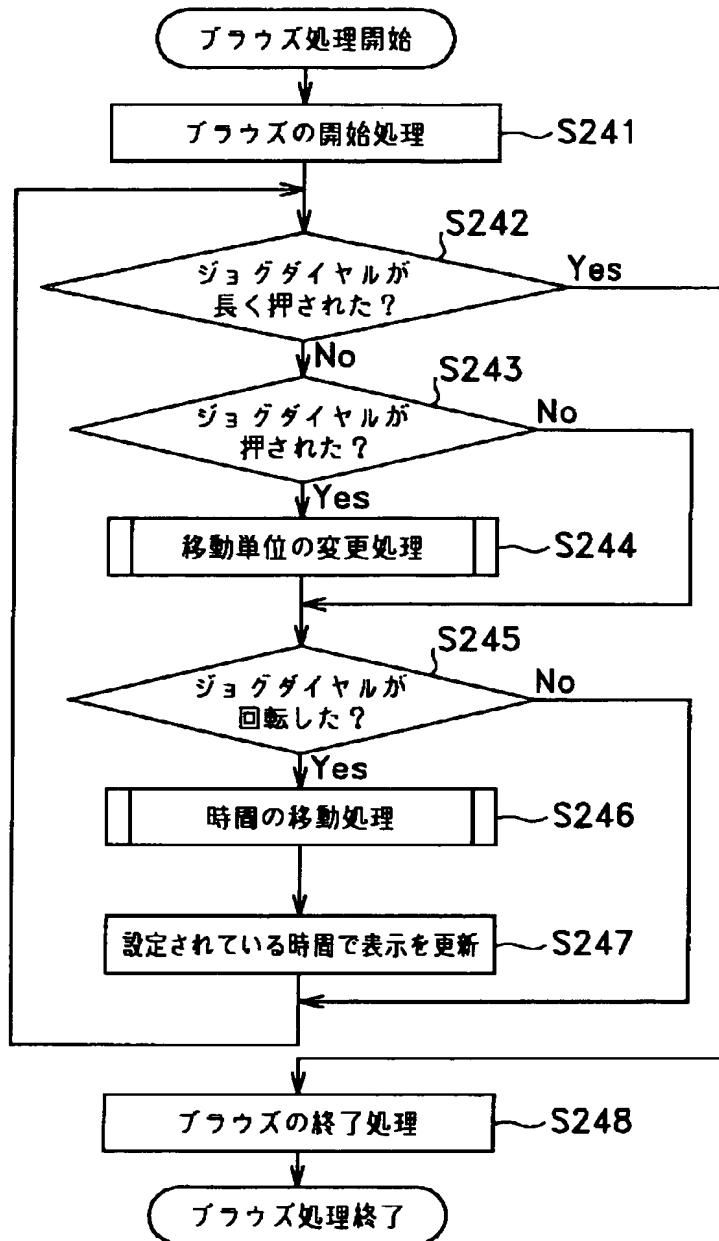 ブラウズ処理開始
ブラウズの開始処理
S241
S242
ジョグダイヤルが
長く押された?
Yes
No
S243
ジョグダイヤルが
押された?
No
Yes
移動単位の変更処理
S244
S245
ジョグダイヤルが
回転した?
No
Yes
時間の移動処理
S246
設定されている時間で表示を更新
S247
ブラウズの終了処理
S248
ブラウズ処理終了